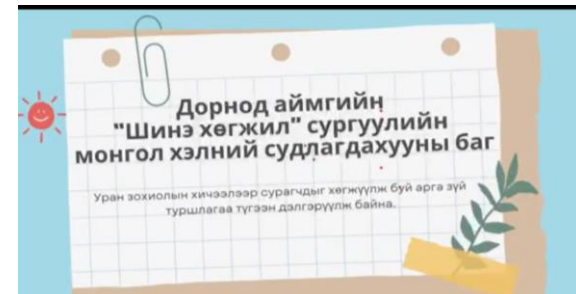 Дорнод аймгийн
"Шинэ хөгжил" сургуулийн
монгол хэлний судлагдахууны баг
Уран зохиолын хичээлээр сурагчдыг хөгжүүлж буй арга зүй
туршлагаа түгээн дэлгэрүүлж байна.